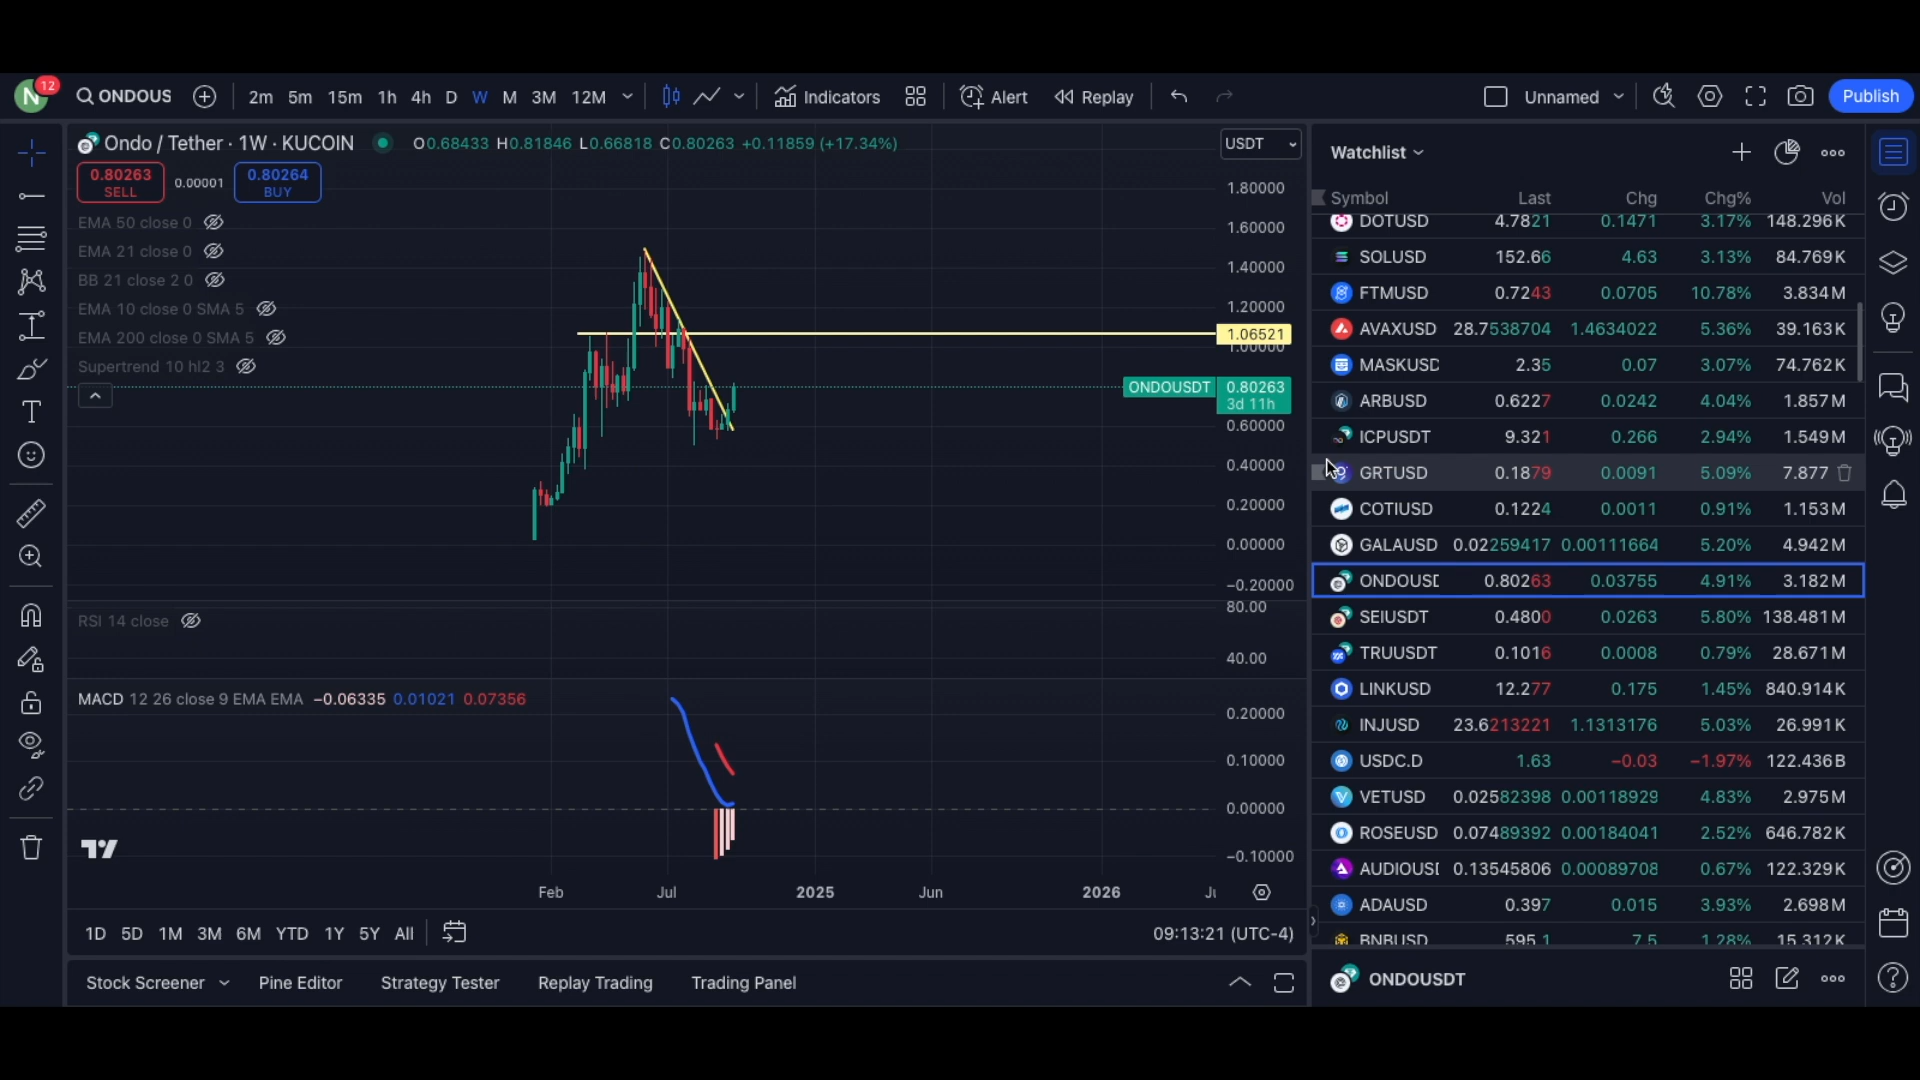 N 12 ONDOUS 2m 5m 15m 1h 4h D W M 3M 12M Indicators Alert Replay Unnamed Publish
Ondo / Tether · 1W · KUCOIN O0.68433 H0.81846 L0.66818 C0.80263 +0.11859 (+17.34%) USDT
0.80263 SELL 0.00001 0.80264 BUY
EMA 50 close 0
EMA 21 close 0
BB 21 close 2 0
EMA 10 close 0 SMA 5
EMA 200 close 0 SMA 5
Supertrend 10 hl2 3
1.80000
1.60000
1.40000
1.20000
1.06521
1.00000
ONDOUSDT 0.80263
3d 11h
0.60000
0.40000
0.20000
0.00000
−0.20000
RSI 14 close
80.00
40.00
MACD 12 26 close 9 EMA EMA −0.06335 0.01021 0.07356
0.20000
0.10000
0.00000
−0.10000
Feb Jul 2025 Jun 2026
1D 5D 1M 3M 6M YTD 1Y 5Y All 09:13:21 (UTC-4)
Stock Screener Pine Editor Strategy Tester Replay Trading Trading Panel
Watchlist
Symbol Last Chg Chg% Vol
DOTUSD 4.7821 0.1471 3.17% 148.296K
SOLUSD 152.66 4.63 3.13% 84.769K
FTMUSD 0.7243 0.0705 10.78% 3.834M
AVAXUSD 28.7538704 1.4634022 5.36% 39.163K
MASKUSD 2.35 0.07 3.07% 74.762K
ARBUSD 0.6227 0.0242 4.04% 1.857M
ICPUSDT 9.321 0.266 2.94% 1.549M
GRTUSD 0.1879 0.0091 5.09% 7.877
COTIUSD 0.1224 0.0011 0.91% 1.153M
GALAUSD 0.02259417 0.00111664 5.20% 4.942M
ONDOUSD 0.80263 0.03755 4.91% 3.182M
SEIUSDT 0.4800 0.0263 5.80% 138.481M
TRUUSDT 0.1016 0.0008 0.79% 28.671M
LINKUSD 12.277 0.175 1.45% 840.914K
INJUSD 23.6213221 1.1313176 5.03% 26.991K
USDC.D 1.63 −0.03 −1.97% 122.436B
VETUSD 0.02582398 0.00118929 4.83% 2.975M
ROSEUSD 0.07489392 0.00184041 2.52% 646.782K
AUDIOUSD 0.13545806 0.00089708 0.67% 122.329K
ADAUSD 0.397 0.015 3.93% 2.698M
BNBUSD 595.1 7.5 1.28% 15.312K
ONDOUSDT